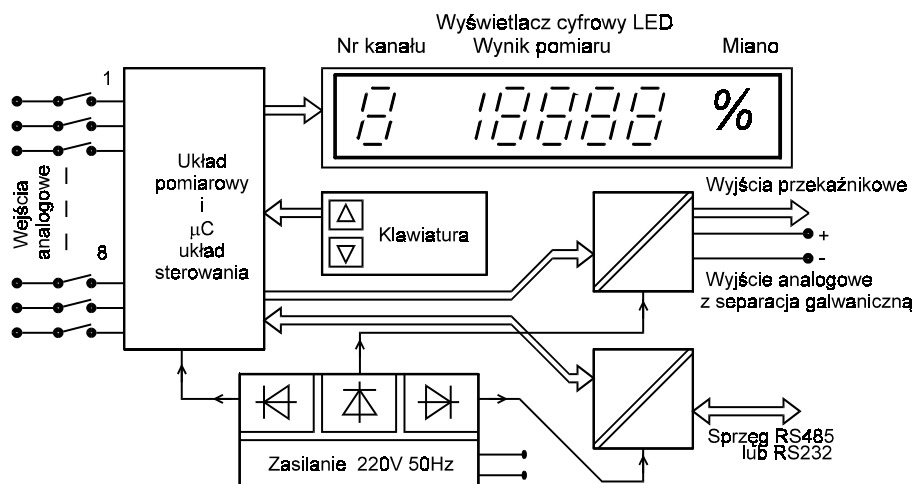 Wyświetlacz cyfrowy LED
Nr kanału Wynik pomiaru Miano
8 18888 %
1
Wejścia
analogowe
8
Układ
pomiarowy
i
µC
układ
sterowania
Klawiatura
Wyjścia przekaźnikowe
+
-
Wyjście analogowe
z separacja galwaniczną
Sprzęg RS485
lub RS232
Zasilanie 220V 50Hz